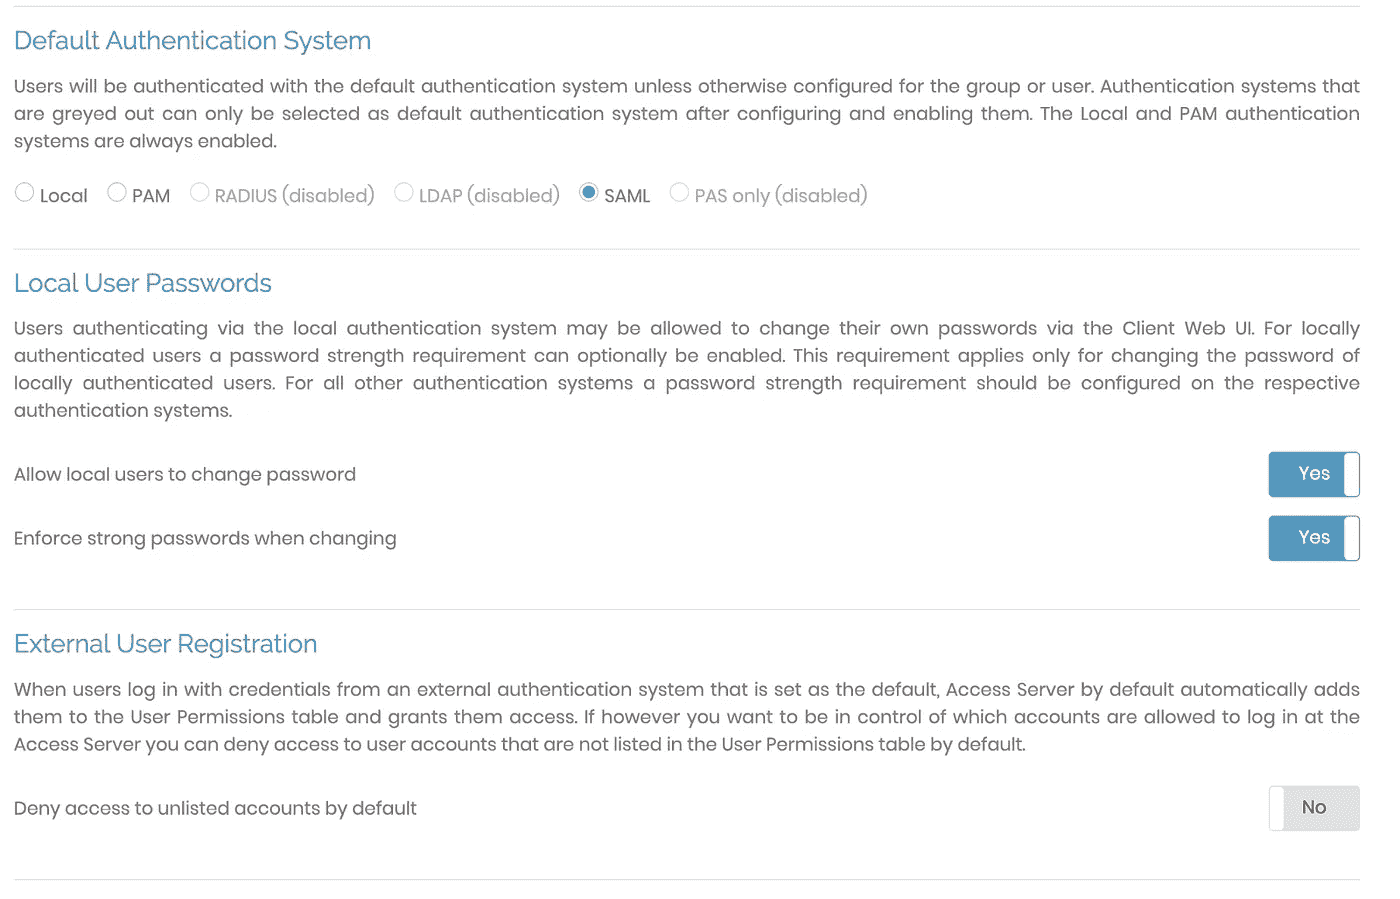 Default Authentication System
Users will be authenticated with the default authentication system unless otherwise configured for the group or user. Authentication systems that
are greyed out can only be selected as default authentication system after configuring and enabling them. The Local and PAM authentication
systems are always enabled.
Local PAM RADIUS (disabled) LDAP (disabled) SAML PAS only (disabled)
Local User Passwords
Users authenticating via the local authentication system may be allowed to change their own passwords via the Client Web UI. For locally
authenticated users a password strength requirement can optionally be enabled. This requirement applies only for changing the password of
locally authenticated users. For all other authentication systems a password strength requirement should be configured on the respective
authentication systems.
Allow local users to change password Yes
Enforce strong passwords when changing Yes
External User Registration
When users log in with credentials from an external authentication system that is set as the default, Access Server by default automatically adds
them to the User Permissions table and grants them access. If however you want to be in control of which accounts are allowed to log in at the
Access Server you can deny access to user accounts that are not listed in the User Permissions table by default.
Deny access to unlisted accounts by default No